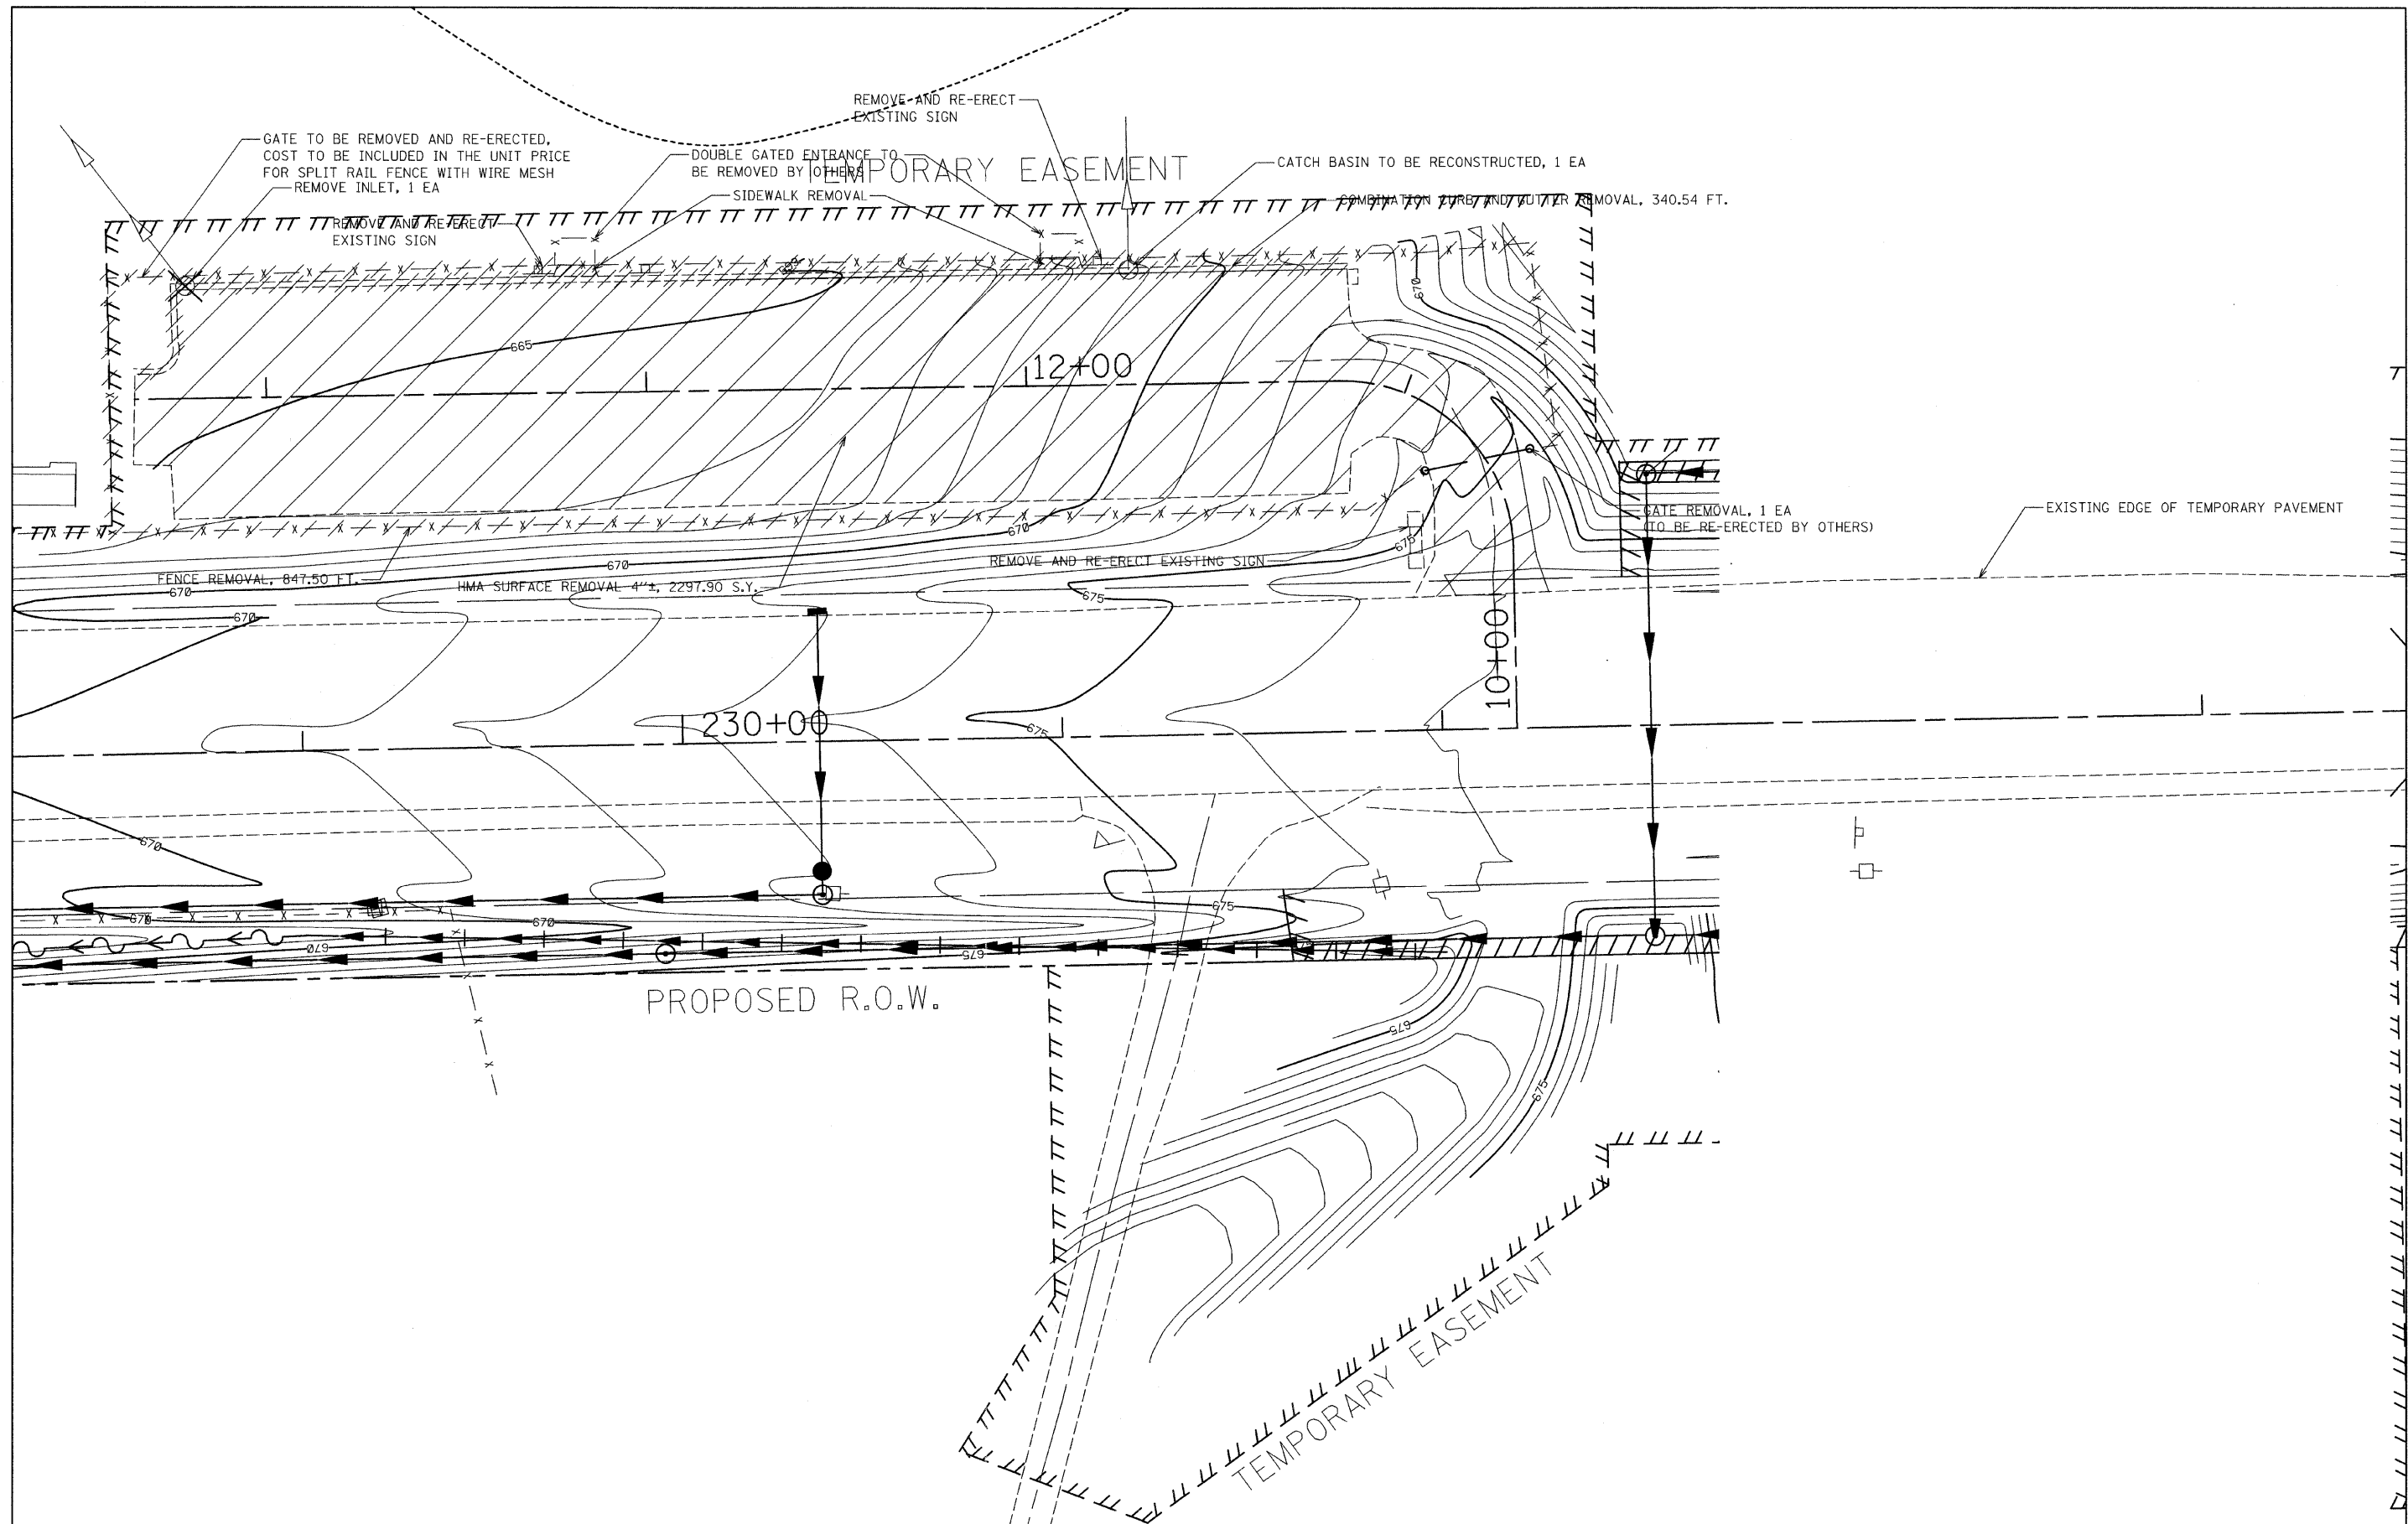 REMOVE AND RE-ERECT
EXISTING SIGN
GATE TO BE REMOVED AND RE-ERECTED,
COST TO BE INCLUDED IN THE UNIT PRICE
FOR SPLIT RAIL FENCE WITH WIRE MESH
REMOVE INLET, 1 EA
DOUBLE GATED ENTRANCE TO
BE REMOVED BY OTHERS
TEMPORARY EASEMENT
CATCH BASIN TO BE RECONSTRUCTED, 1 EA
SIDEWALK REMOVAL
COMBINATION CURB AND GUTTER REMOVAL, 340.54 FT.
REMOVE AND RE-ERECT
EXISTING SIGN
670
665
12+00
GATE REMOVAL, 1 EA
(TO BE RE-ERECTED BY OTHERS)
EXISTING EDGE OF TEMPORARY PAVEMENT
670
675
REMOVE AND RE-ERECT EXISTING SIGN
670
FENCE REMOVAL, 847.50 FT.
HMA SURFACE REMOVAL 4"±, 2297.90 S.Y.
670
675
670
10+00
230+00
675
670
675
670
670
670
675
PROPOSED R.O.W.
675
675
TEMPORARY EASEMENT